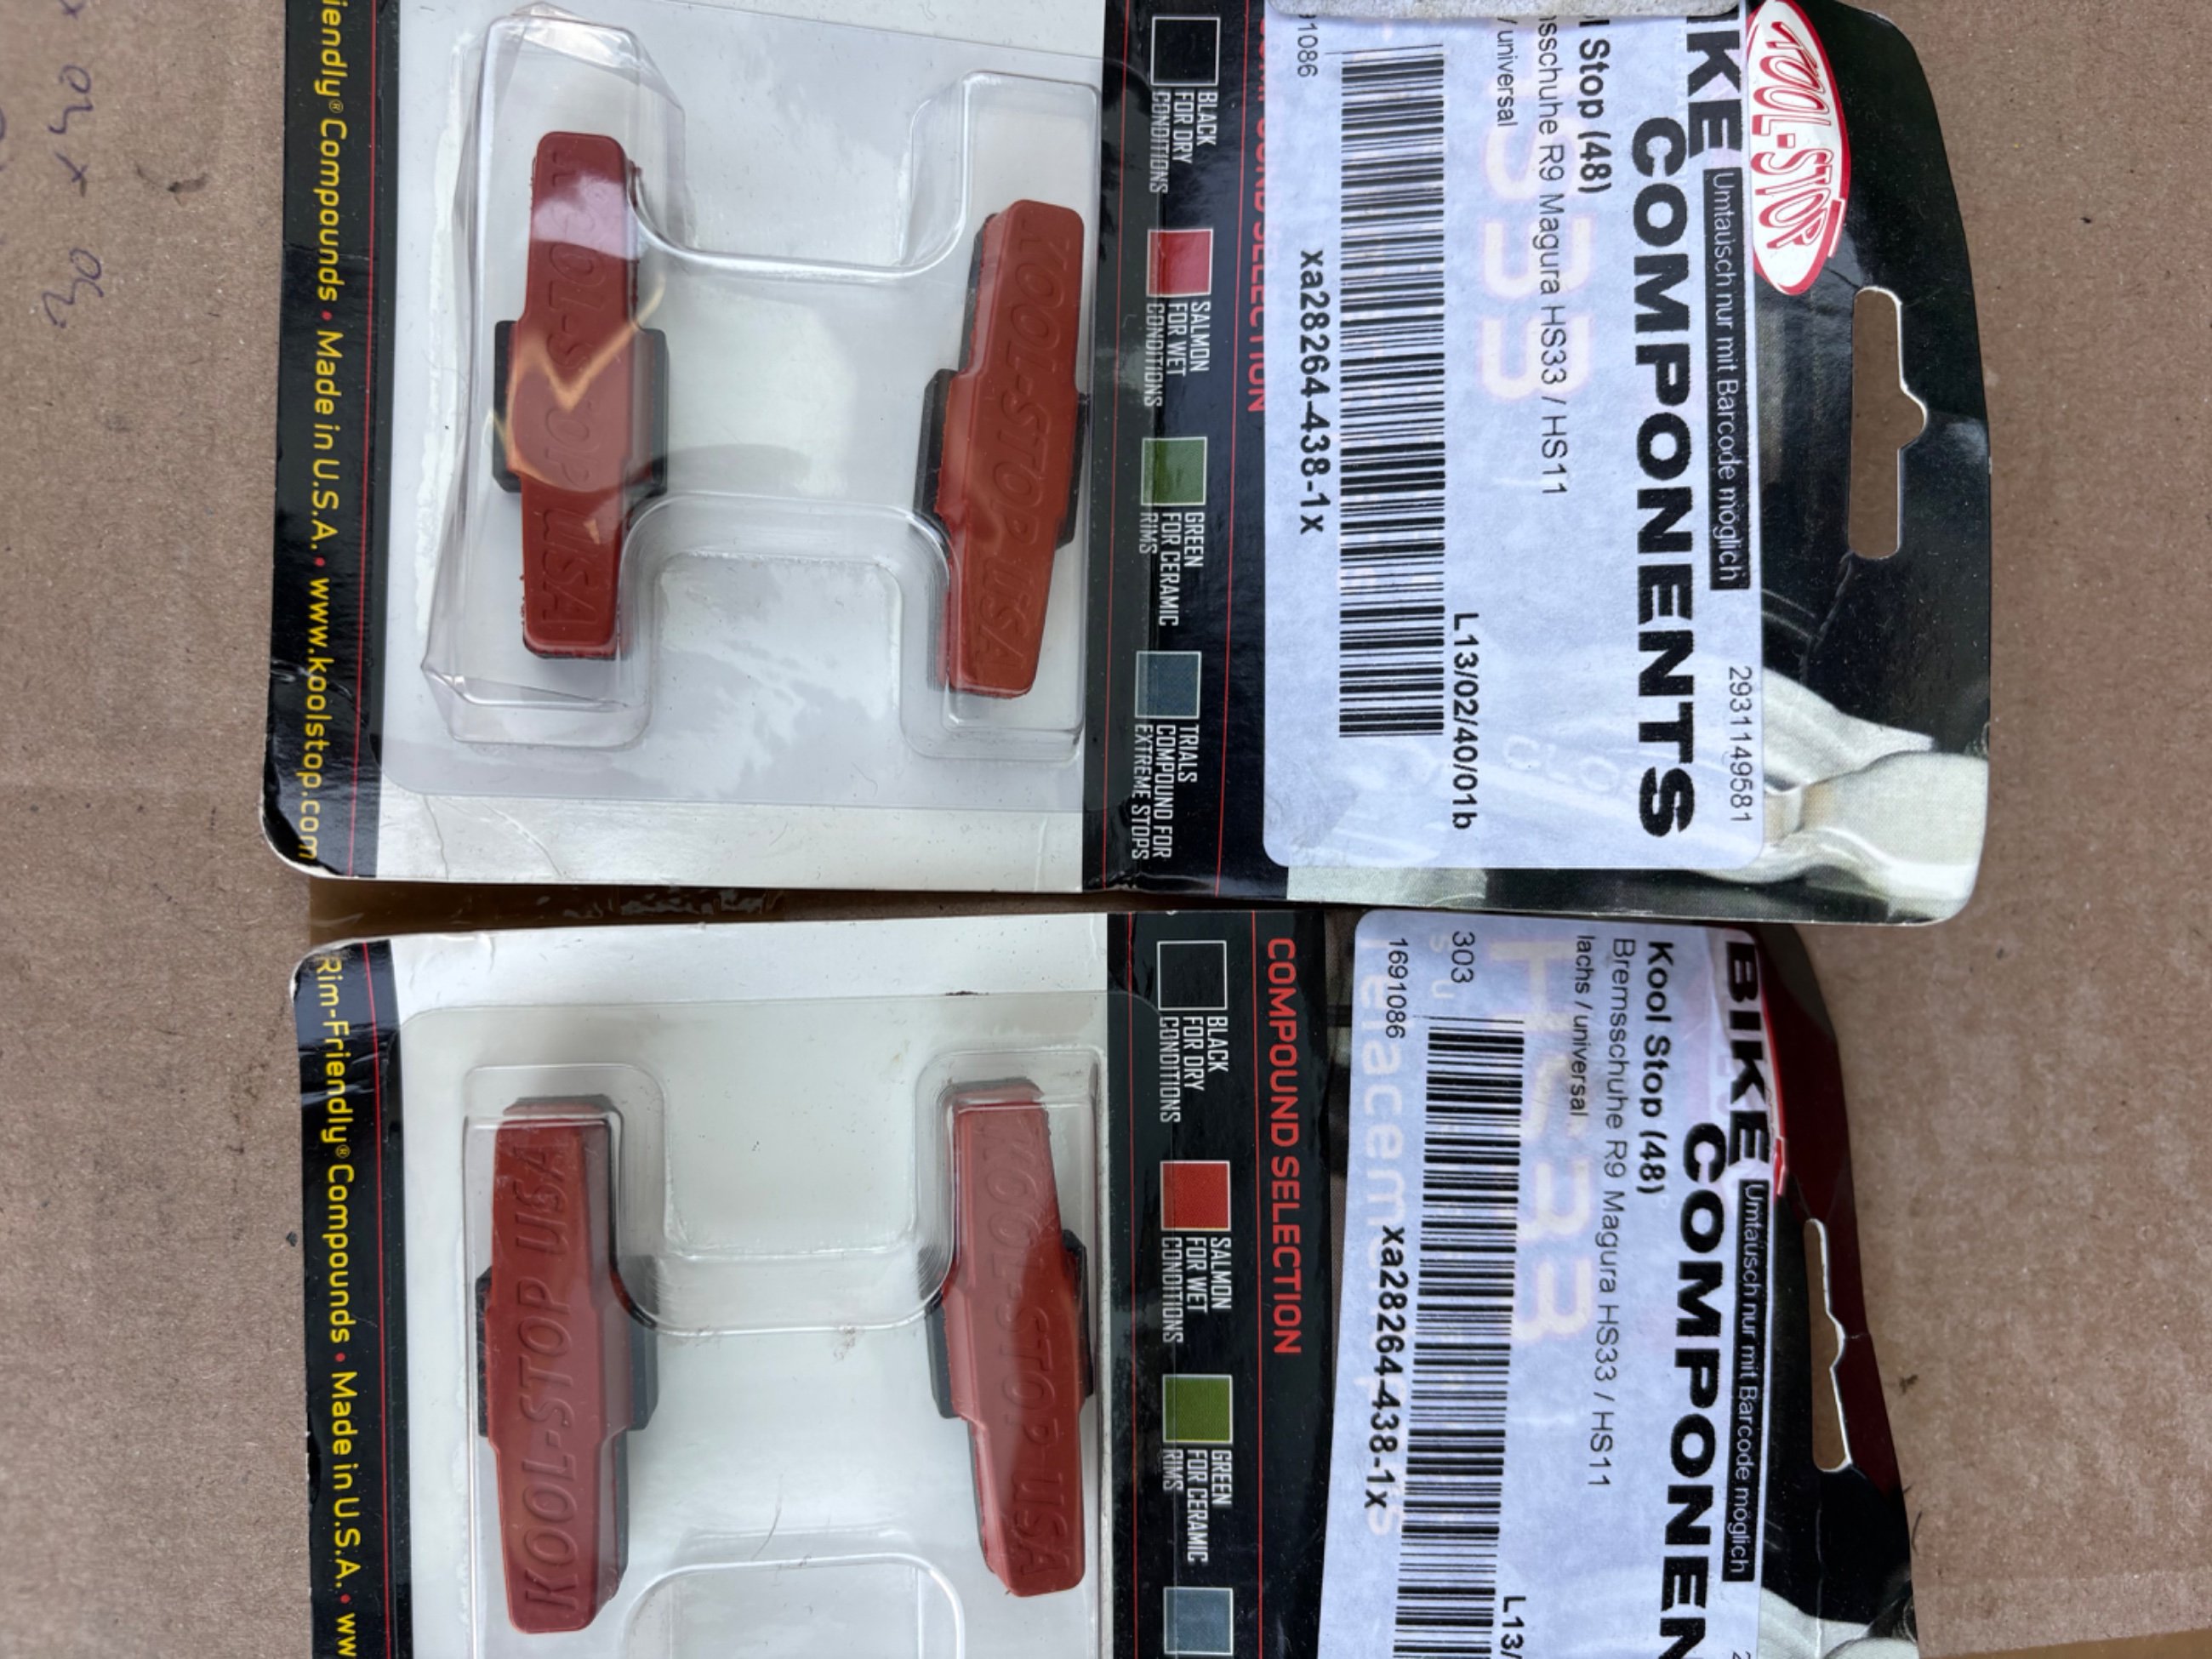 KOOL-STOP
IKE
COMPONENTS
Umtausch nur mit Barcode möglich
2931149581
Stop (48)
sschuhe R9 Magura HS33 / HS11
/ universal
L13/02/40/01b
91086
xa28264-438-1x
BLACK
FOR DRY
CONDITIONS
SALMON
FOR WET
CONDITIONS
GREEN
FOR CERAMIC
RIMS
TRIALS
COMPOUND FOR
EXTREME STOPS
KOOL-STOP USA
KOOL-STOP USA
iendly® Compounds • Made in U.S.A. • www.koolstop.com
BIKE
COMPONEN
Umtausch nur mit Barcode möglich
Kool Stop (48)
Bremsschuhe R9 Magura HS33 / HS11
lachs / universal
303
L13/
1691086
xa28264-438-1x
COMPOUND SELECTION
BLACK
FOR DRY
CONDITIONS
SALMON
FOR WET
CONDITIONS
GREEN
FOR CERAMIC
RIMS
KOOL-STOP USA
KOOL-STOP USA
Rim-Friendly® Compounds • Made in U.S.A. • ww